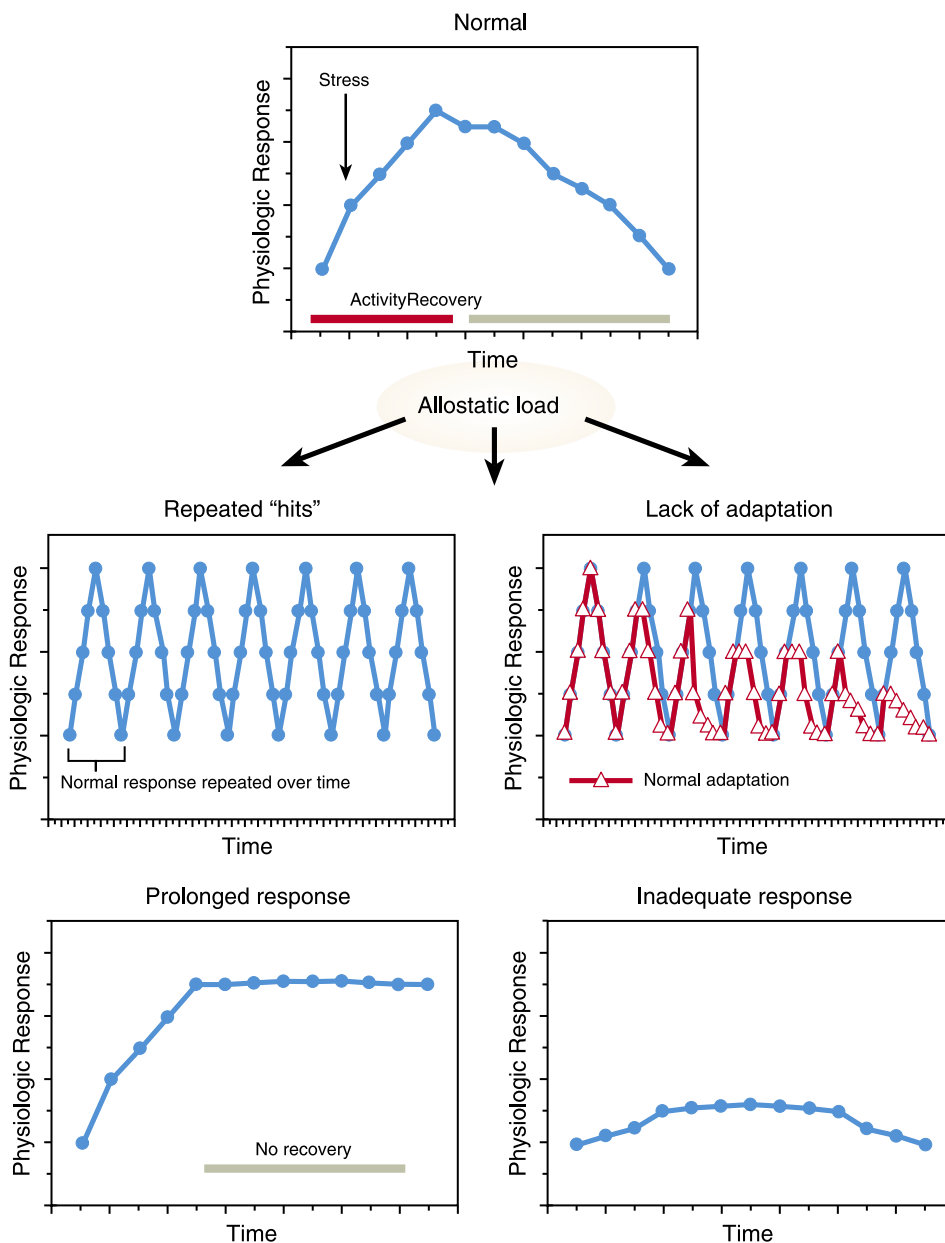 Normal
Stress
Physiologic Response
ActivityRecovery
Time
Allostatic load
Repeated “hits”
Physiologic Response
Normal response repeated over time
Time
Lack of adaptation
Physiologic Response
Normal adaptation
Time
Prolonged response
Physiologic Response
No recovery
Time
Inadequate response
Physiologic Response
Time